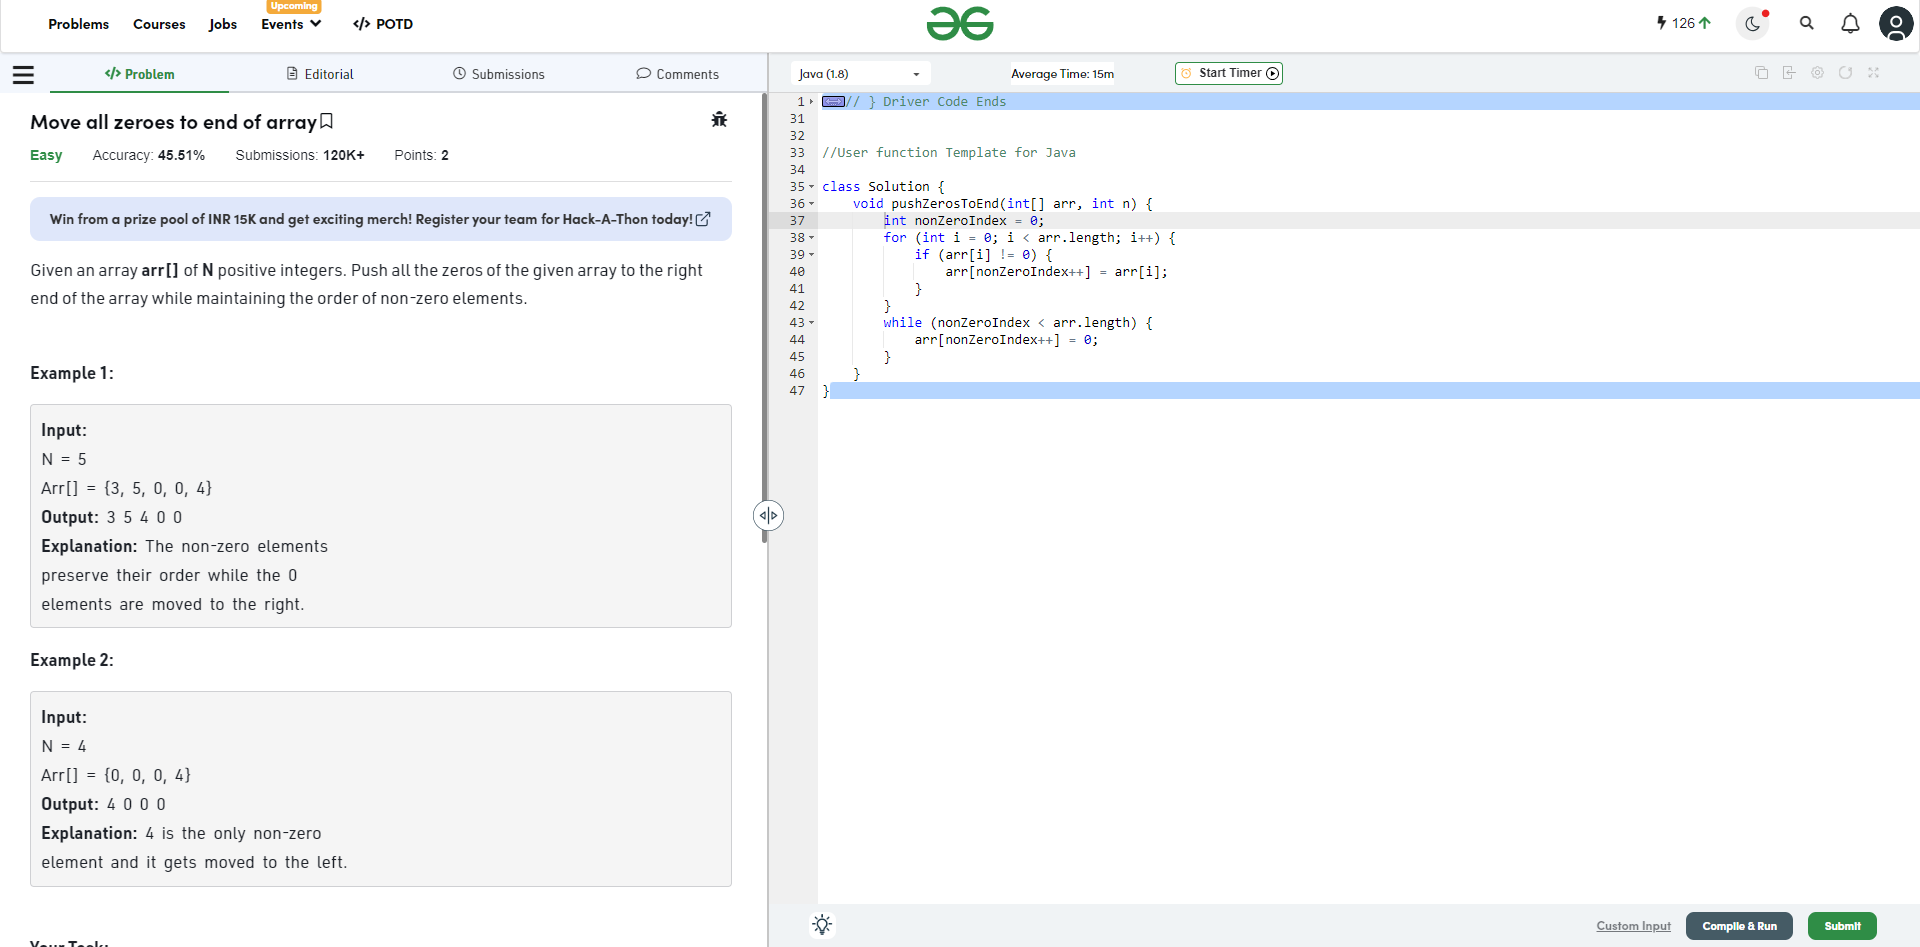 Problems Courses Jobs Events Upcoming </> POTD
126
</> Problem Editorial Submissions Comments
Move all zeroes to end of array
Easy Accuracy: 45.51% Submissions: 120K+ Points: 2
Win from a prize pool of INR 15K and get exciting merch! Register your team for Hack-A-Thon today!
Given an array arr[] of N positive integers. Push all the zeros of the given array to the right
end of the array while maintaining the order of non-zero elements.
Example 1:
Input:
N = 5
Arr[] = {3, 5, 0, 0, 4}
Output: 3 5 4 0 0
Explanation: The non-zero elements
preserve their order while the 0
elements are moved to the right.
Example 2:
Input:
N = 4
Arr[] = {0, 0, 0, 4}
Output: 4 0 0 0
Explanation: 4 is the only non-zero
element and it gets moved to the left.
Your Task:
Java (1.8) Average Time: 15m Start Timer
1 // } Driver Code Ends
31
32
33 //User function Template for Java
34
35 class Solution {
36 void pushZerosToEnd(int[] arr, int n) {
37 int nonZeroIndex = 0;
38 for (int i = 0; i < arr.length; i++) {
39 if (arr[i] != 0) {
40 arr[nonZeroIndex++] = arr[i];
41 }
42 }
43 while (nonZeroIndex < arr.length) {
44 arr[nonZeroIndex++] = 0;
45 }
46 }
47 }
Custom Input Compile & Run Submit